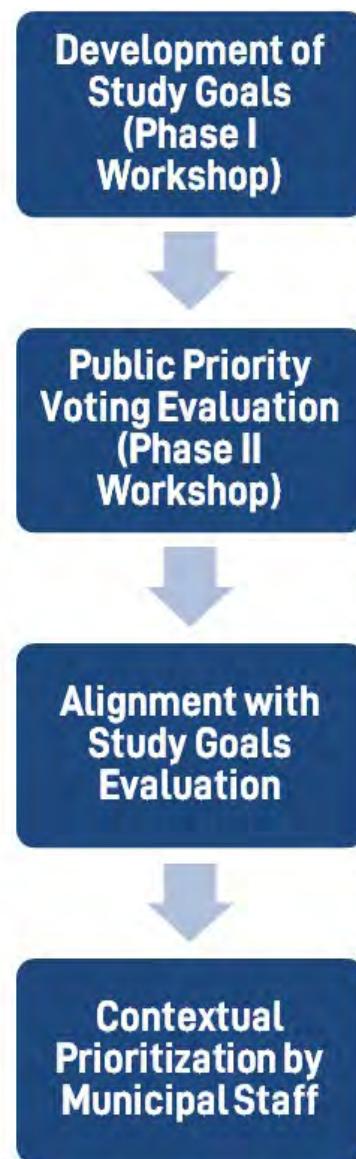 Development of
Study Goals
(Phase I
Workshop)
Public Priority
Voting Evaluation
(Phase II
Workshop)
Alignment with
Study Goals
Evaluation
Contextual
Prioritization by
Municipal Staff